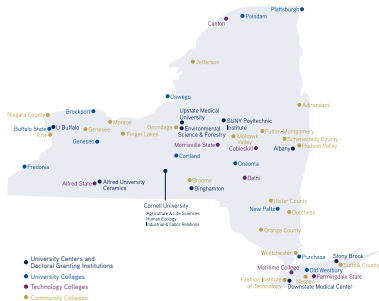 Plattsburgh
Potsdam
Canton
Jefferson
Oswego
Adirondack
Niagara County
Brockport
Monroe
Upstate Medical
University
SUNY Poyltechnic
Institute
Buffalo State
U Buffalo
Genesee
Finger Lakes
Onondaga
Environmental
Science & Forestry
Mohawk
Valley
Fulton-Montgomery
Erie
Geneseo
Morrisville State
Cobleskill
Schenectady County
Albany
Hudson Valley
Fredonia
Cortland
Oneonta
Alfred State
Alfred University
Ceramics
Broome
Binghamton
Delhi
Cornell University
Agriculture & Life Sciences
Human Ecology
Industrial & Labor Relations
Ulster County
New Paltz
Dutchess
Orange County
Westchester
Purchase
Stony Brook
Suffolk County
Maritime College
Old Westbury
Farmingdale State
Fashion Institute
of Technology
Nassau
Downstate Medical Center
University Centers and
Doctoral Granting Institutions
University Colleges
Technology Colleges
Community Colleges